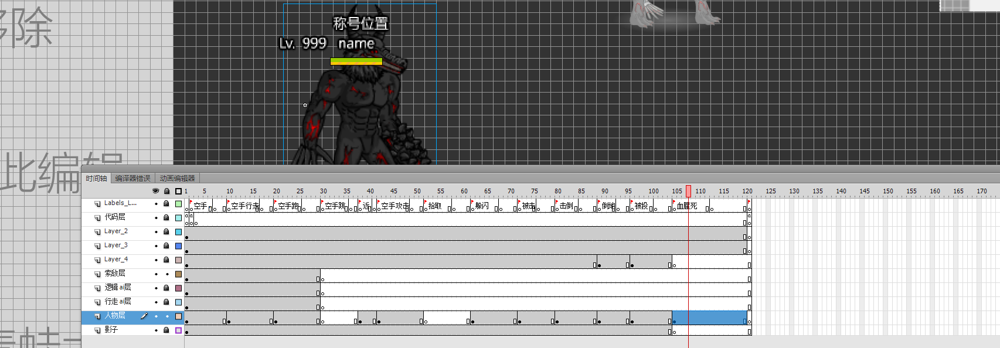 移除
称号位置
Lv. 999 name
此编辑
时间轴 编译器错误 动画编辑器
1 5 10 15 20 25 30 35 40 45 50 55 60 65 70 75 80 85 90 95 100 105 110 115 120 125 130 135 140 145 150 155 160 165 170
Labels_L... 空手 空手行走 空手跑 空手跳 近 空手攻击 拾取 躲闪 被击 击倒 倒地 被投 血腥死
代码层
Layer_2
Layer_3
Layer_4
索敌层
逻辑 ai层
行走 ai层
人物层
影子